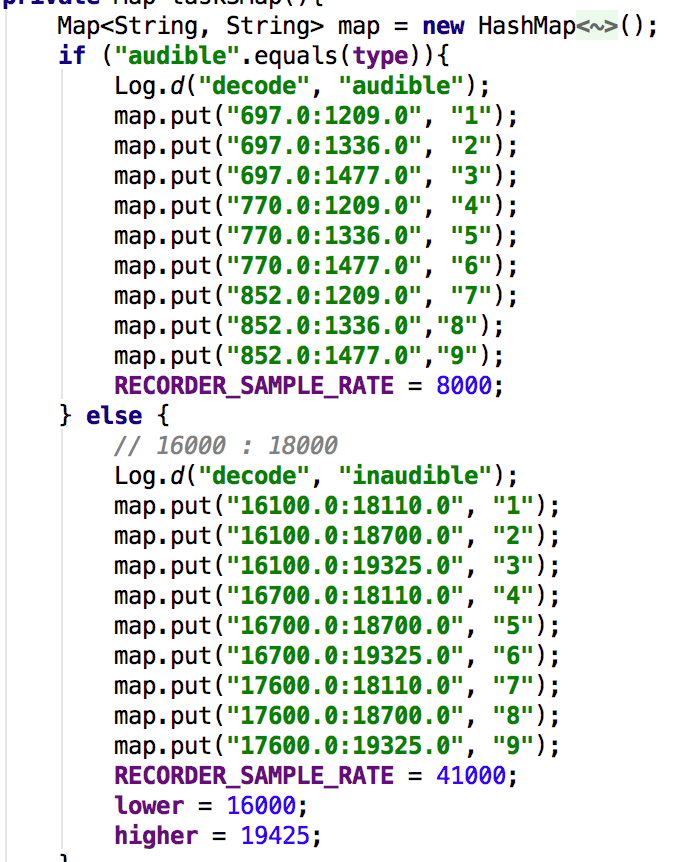 private Map tasksMap(){
Map<String, String> map = new HashMap<~>();
if ("audible".equals(type)){
Log.d("decode", "audible");
map.put("697.0:1209.0", "1");
map.put("697.0:1336.0", "2");
map.put("697.0:1477.0", "3");
map.put("770.0:1209.0", "4");
map.put("770.0:1336.0", "5");
map.put("770.0:1477.0", "6");
map.put("852.0:1209.0", "7");
map.put("852.0:1336.0","8");
map.put("852.0:1477.0","9");
RECORDER_SAMPLE_RATE = 8000;
} else {
// 16000 : 18000
Log.d("decode", "inaudible");
map.put("16100.0:18110.0", "1");
map.put("16100.0:18700.0", "2");
map.put("16100.0:19325.0", "3");
map.put("16700.0:18110.0", "4");
map.put("16700.0:18700.0", "5");
map.put("16700.0:19325.0", "6");
map.put("17600.0:18110.0", "7");
map.put("17600.0:18700.0", "8");
map.put("17600.0:19325.0", "9");
RECORDER_SAMPLE_RATE = 41000;
lower = 16000;
higher = 19425;
}